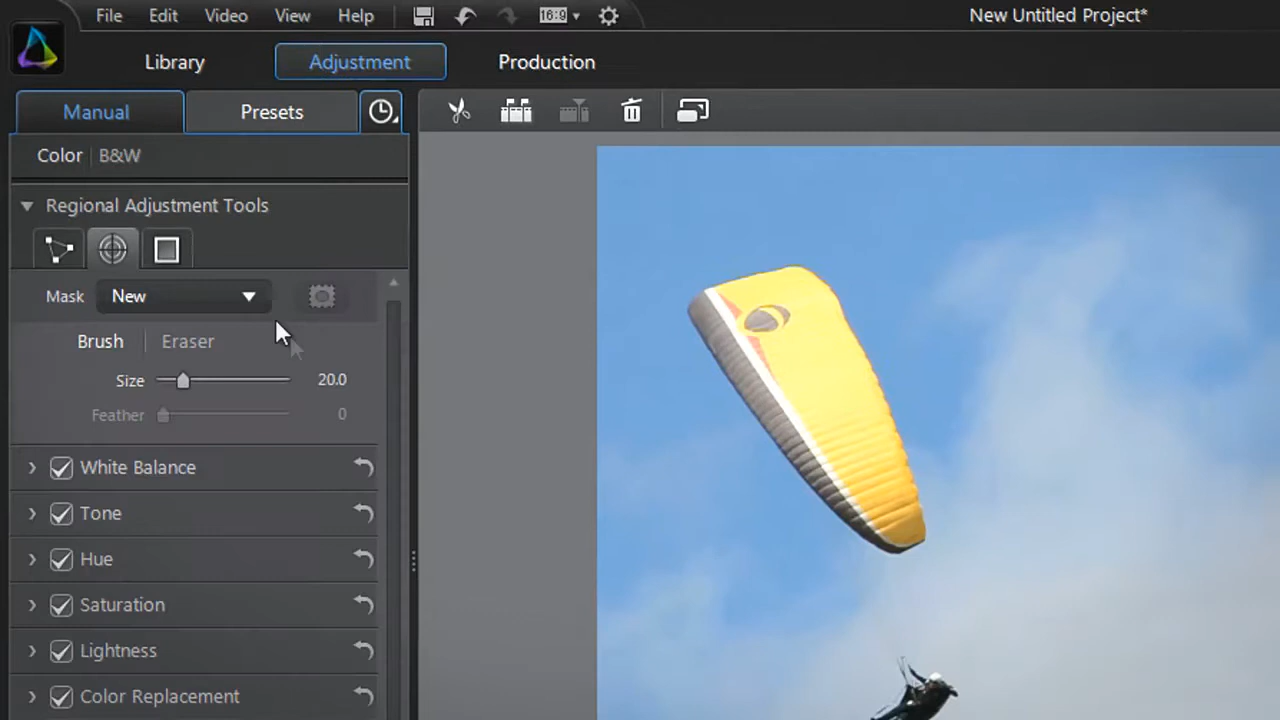 File Edit Video View Help 16:9 New Untitled Project*
Library Adjustment Production
Manual Presets
Color B&W
Regional Adjustment Tools
Mask New
Brush Eraser
Size 20.0
Feather 0
White Balance
Tone
Hue
Saturation
Lightness
Color Replacement